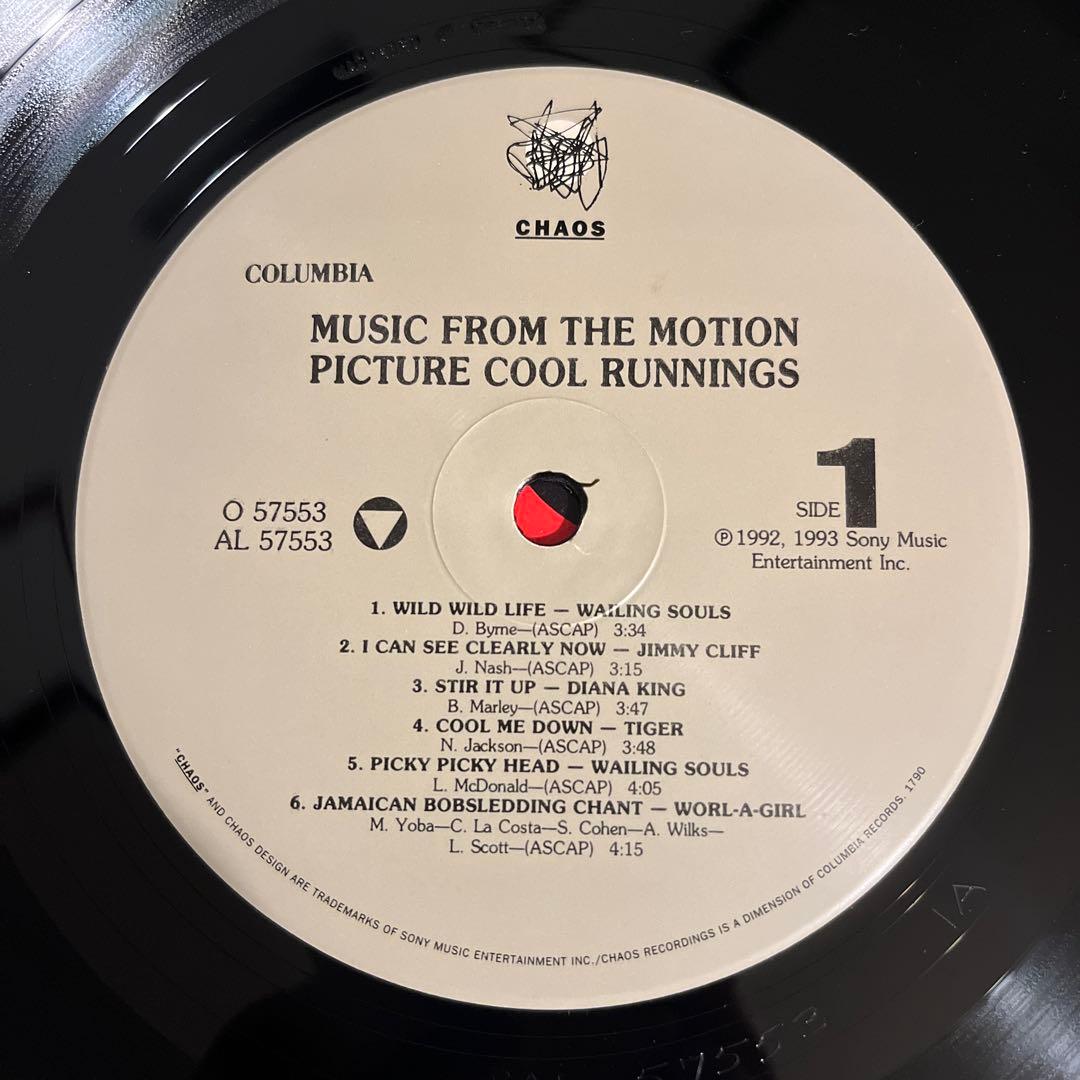 CHAOS
COLUMBIA
MUSIC FROM THE MOTION
PICTURE COOL RUNNINGS
O 57553
AL 57553
SIDE 1
℗ 1992, 1993 Sony Music
Entertainment Inc.
1. WILD WILD LIFE — WAILING SOULS
D. Byrne—(ASCAP) 3:34
2. I CAN SEE CLEARLY NOW — JIMMY CLIFF
J. Nash—(ASCAP) 3:15
3. STIR IT UP — DIANA KING
B. Marley—(ASCAP) 3:47
4. COOL ME DOWN — TIGER
N. Jackson—(ASCAP) 3:48
5. PICKY PICKY HEAD — WAILING SOULS
L. McDonald—(ASCAP) 4:05
6. JAMAICAN BOBSLEDDING CHANT — WORL-A-GIRL
M. Yoba—C. La Costa—S. Cohen—A. Wilks—
L. Scott—(ASCAP) 4:15
"CHAOS" AND CHAOS DESIGN ARE TRADEMARKS OF SONY MUSIC ENTERTAINMENT INC./CHAOS RECORDINGS IS A DIMENSION OF COLUMBIA RECORDS. 1790
1A